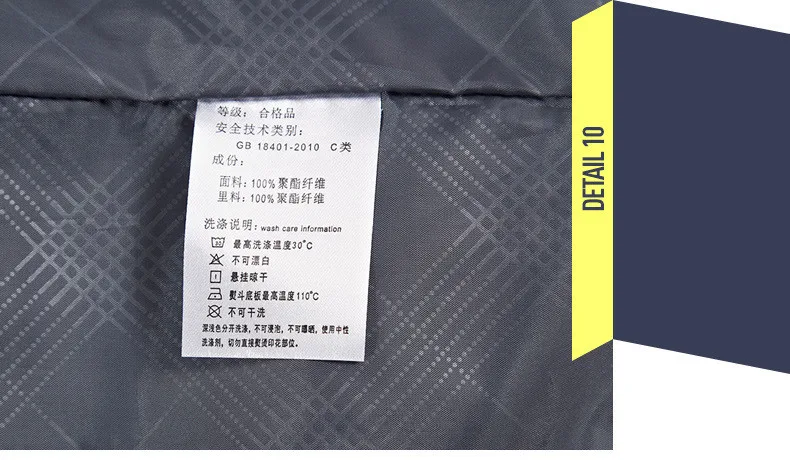 等级：合格品
安全技术类别：
GB 18401-2010 C类
成份：
面料：100%聚酯纤维
里料：100%聚酯纤维
洗涤说明：wash care information
最高洗涤温度30°C
不可漂白
悬挂晾干
熨斗底板最高温度110°C
不可干洗
深浅色分开洗涤，不可浸泡，不可曝晒，使用中性
洗涤剂，切勿直接熨烫印花部位。
DETAIL 10